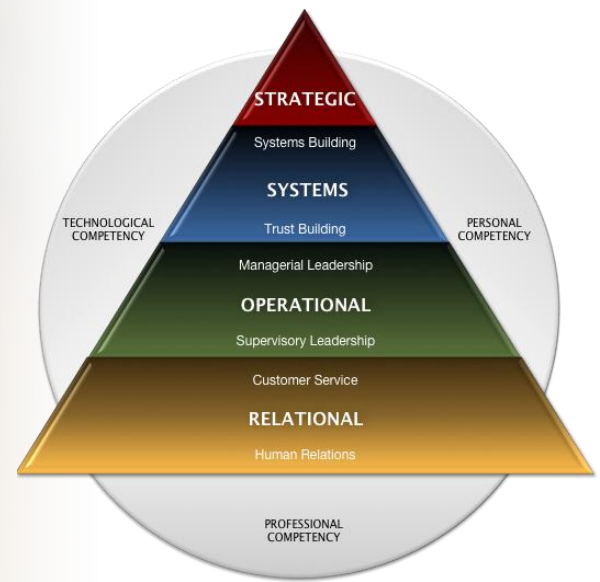 STRATEGIC
Systems Building
SYSTEMS
TECHNOLOGICAL
COMPETENCY
Trust Building
PERSONAL
COMPETENCY
Managerial Leadership
OPERATIONAL
Supervisory Leadership
Customer Service
RELATIONAL
Human Relations
PROFESSIONAL
COMPETENCY